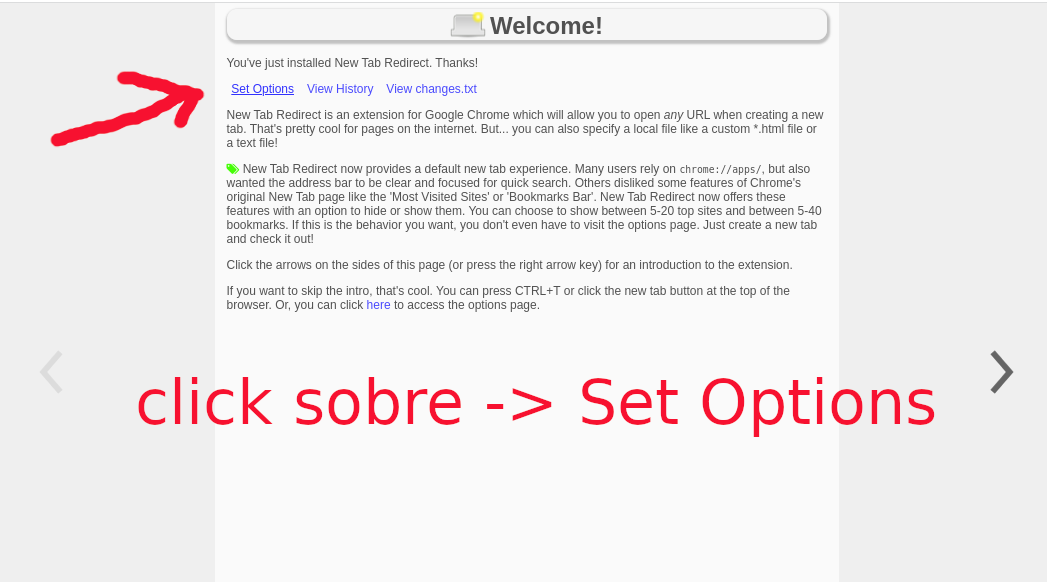 Welcome!
You've just installed New Tab Redirect. Thanks!
Set Options View History View changes.txt
New Tab Redirect is an extension for Google Chrome which will allow you to open any URL when creating a new
tab. That's pretty cool for pages on the internet. But... you can also specify a local file like a custom *.html file or
a text file!
New Tab Redirect now provides a default new tab experience. Many users rely on chrome://apps/, but also
wanted the address bar to be clear and focused for quick search. Others disliked some features of Chrome's
original New Tab page like the 'Most Visited Sites' or 'Bookmarks Bar'. New Tab Redirect now offers these
features with an option to hide or show them. You can choose to show between 5-20 top sites and between 5-40
bookmarks. If this is the behavior you want, you don't even have to visit the options page. Just create a new tab
and check it out!
Click the arrows on the sides of this page (or press the right arrow key) for an introduction to the extension.
If you want to skip the intro, that's cool. You can press CTRL+T or click the new tab button at the top of the
browser. Or, you can click here to access the options page.
click sobre -> Set Options